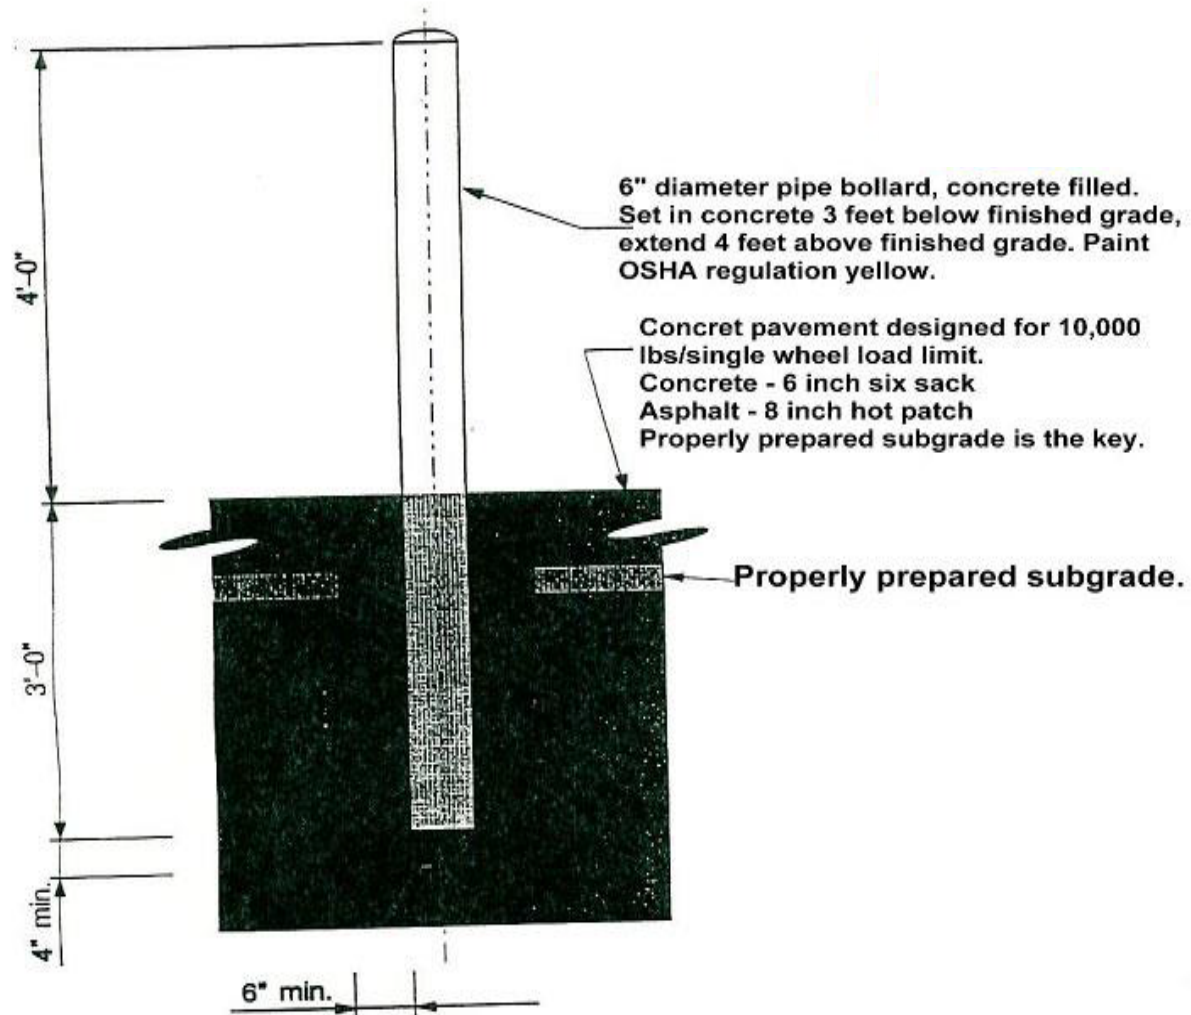 6" diameter pipe bollard, concrete filled.
Set in concrete 3 feet below finished grade,
extend 4 feet above finished grade. Paint
OSHA regulation yellow.
Concret pavement designed for 10,000
lbs/single wheel load limit.
Concrete - 6 inch six sack
Asphalt - 8 inch hot patch
Properly prepared subgrade is the key.
4'-0"
Properly prepared subgrade.
3'-0"
4" min.
6" min.